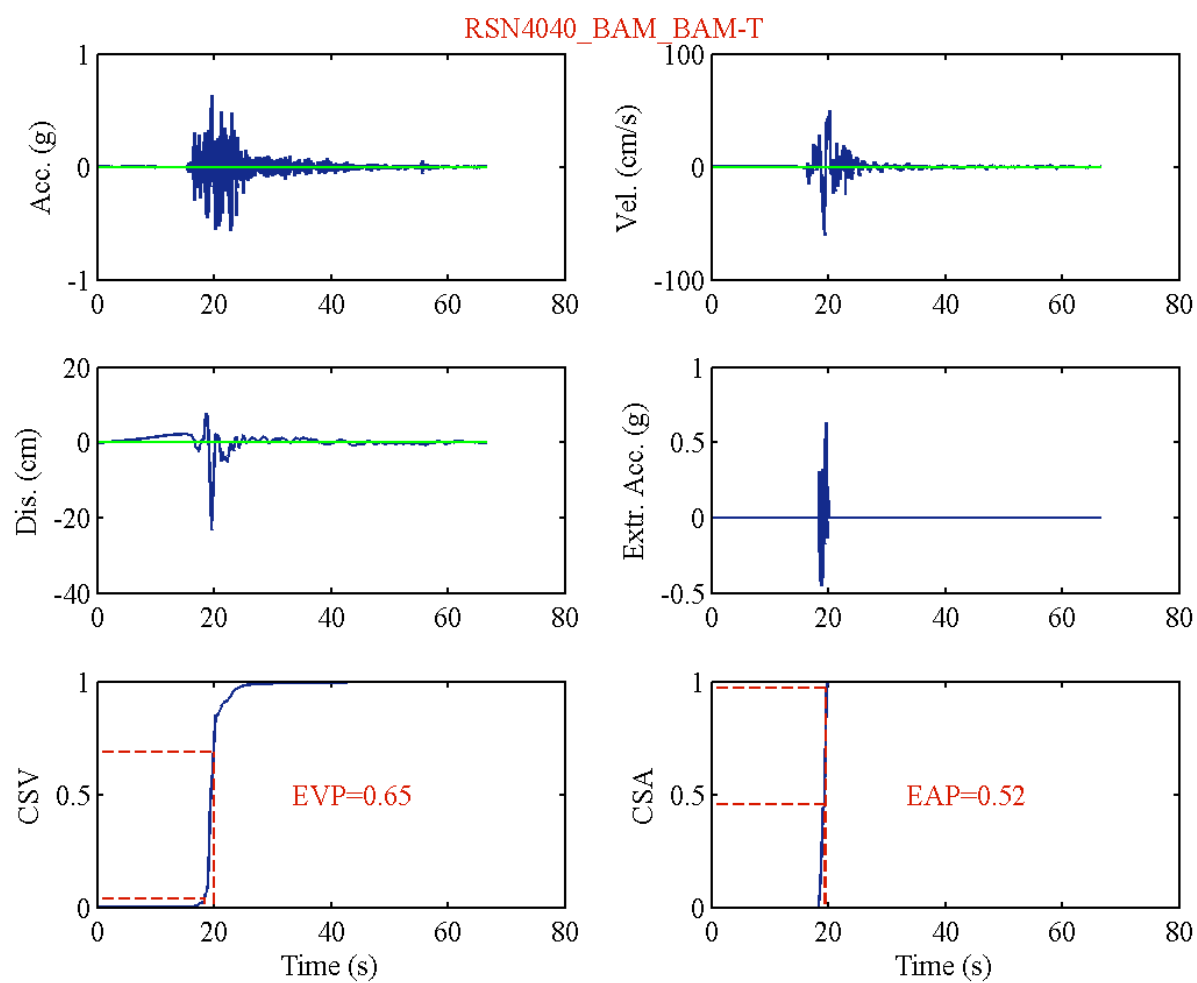 RSN4040_BAM_BAM-T
1
0
-1
Acc. (g)
0 20 40 60 80
100
0
-100
Vel. (cm/s)
0 20 40 60 80
20
0
-20
-40
Dis. (cm)
0 20 40 60 80
1
0.5
0
-0.5
Extr. Acc. (g)
0 20 40 60 80
1
0.5
0
CSV
EVP=0.65
0 20 40 60 80
Time (s)
1
0.5
0
CSA
EAP=0.52
0 20 40 60 80
Time (s)